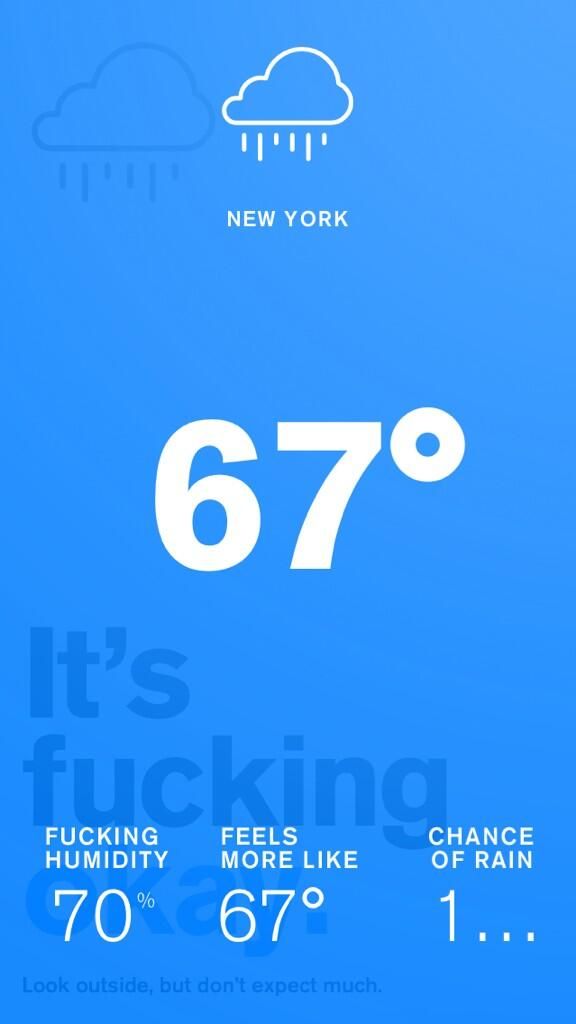 NEW YORK
67°
It's
fucking
okay.
FUCKING
HUMIDITY
70%
FEELS
MORE LIKE
67°
CHANCE
OF RAIN
1...
Look outside, but don't expect much.